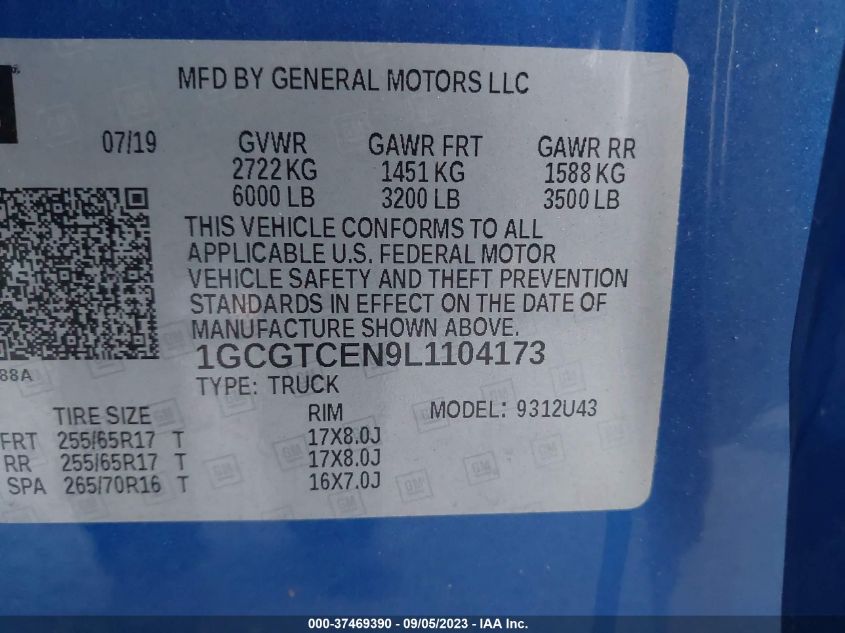 MFD BY GENERAL MOTORS LLC
07/19 GVWR GAWR FRT GAWR RR
2722 KG 1451 KG 1588 KG
6000 LB 3200 LB 3500 LB
THIS VEHICLE CONFORMS TO ALL
APPLICABLE U.S. FEDERAL MOTOR
VEHICLE SAFETY AND THEFT PREVENTION
STANDARDS IN EFFECT ON THE DATE OF
MANUFACTURE SHOWN ABOVE.
1GCGTCEN9L1104173
88A
TYPE: TRUCK
TIRE SIZE RIM MODEL: 9312U43
FRT 255/65R17 T 17X8.0J
RR 255/65R17 T 17X8.0J
SPA 265/70R16 T 16X7.0J
000-37469390 - 09/05/2023 - IAAI.com